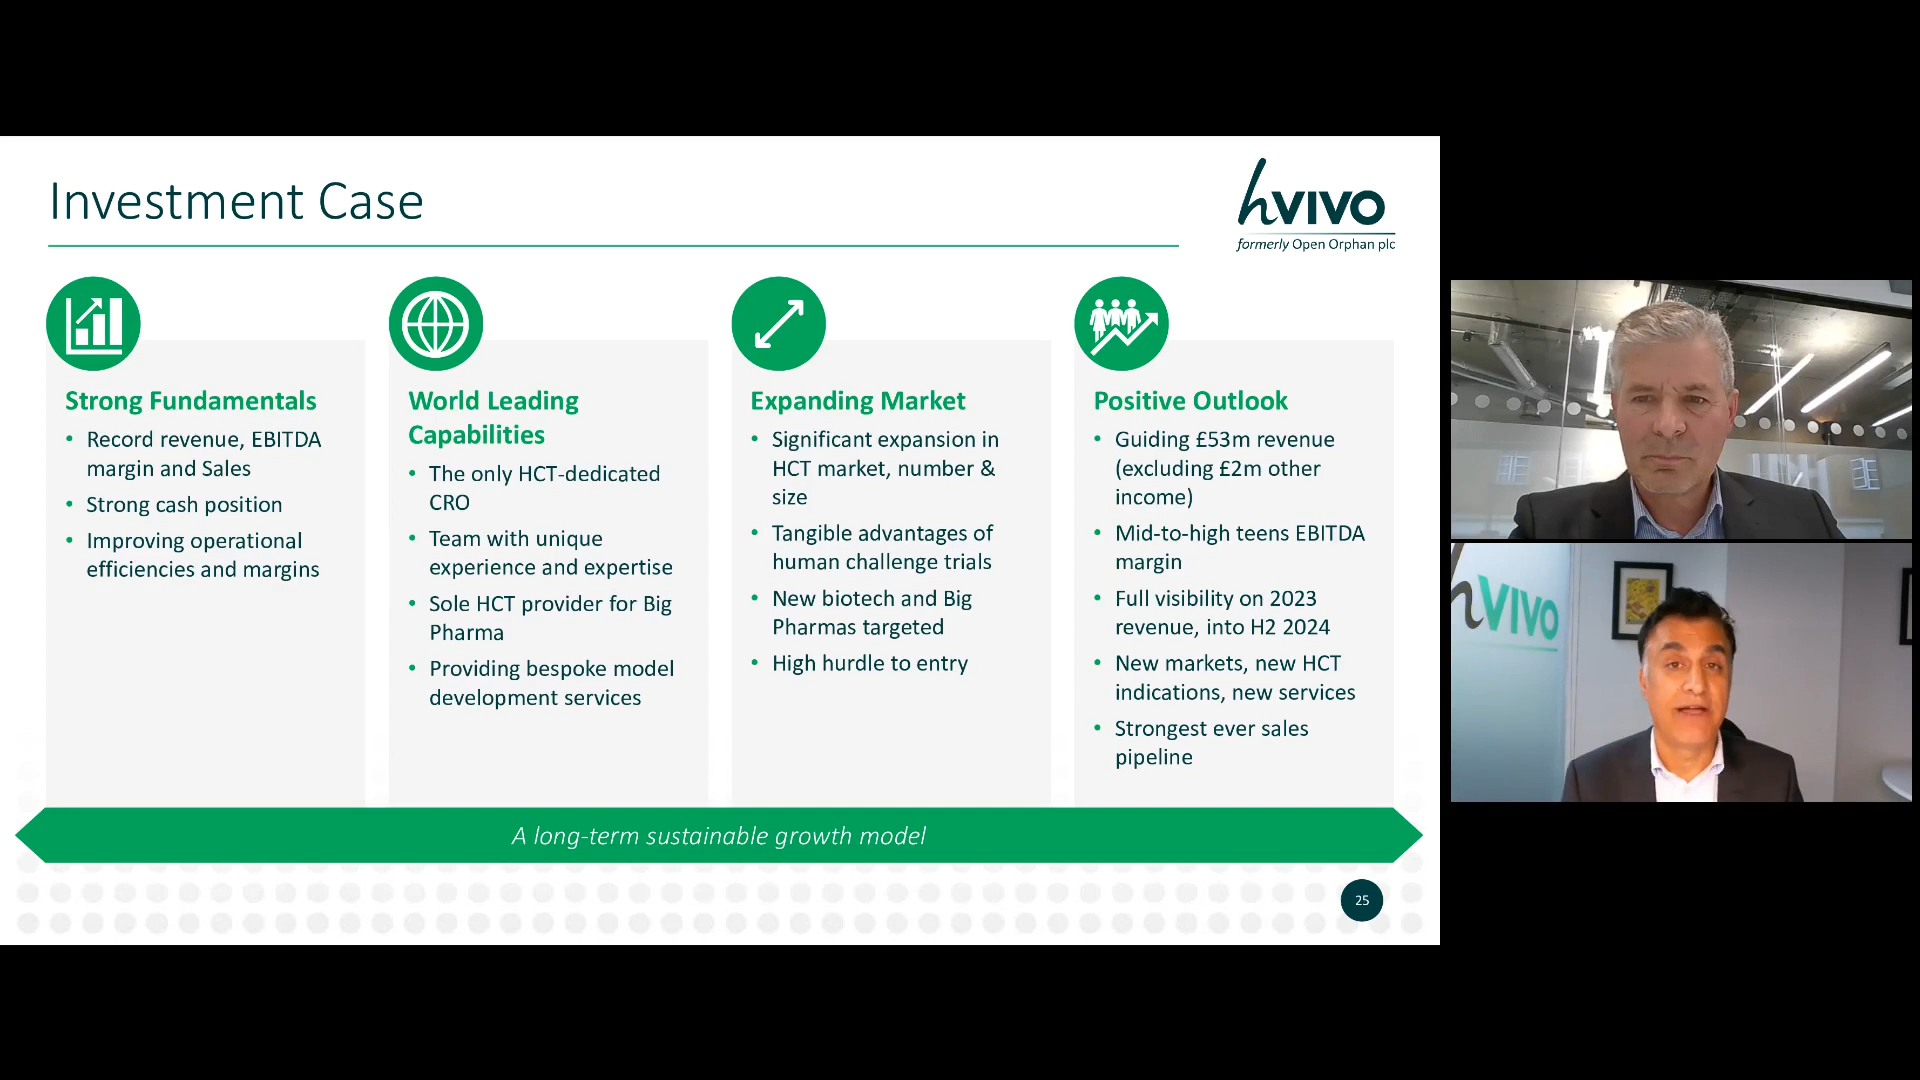 Investment Case
hVIVO
formerly Open Orphan plc
Strong Fundamentals
• Record revenue, EBITDA
margin and Sales
• Strong cash position
• Improving operational
efficiencies and margins
World Leading
Capabilities
• The only HCT-dedicated
CRO
• Team with unique
experience and expertise
• Sole HCT provider for Big
Pharma
• Providing bespoke model
development services
Expanding Market
• Significant expansion in
HCT market, number &
size
• Tangible advantages of
human challenge trials
• New biotech and Big
Pharmas targeted
• High hurdle to entry
Positive Outlook
• Guiding £53m revenue
(excluding £2m other
income)
• Mid-to-high teens EBITDA
margin
• Full visibility on 2023
revenue, into H2 2024
• New markets, new HCT
indications, new services
• Strongest ever sales
pipeline
A long-term sustainable growth model
25
hVIVO